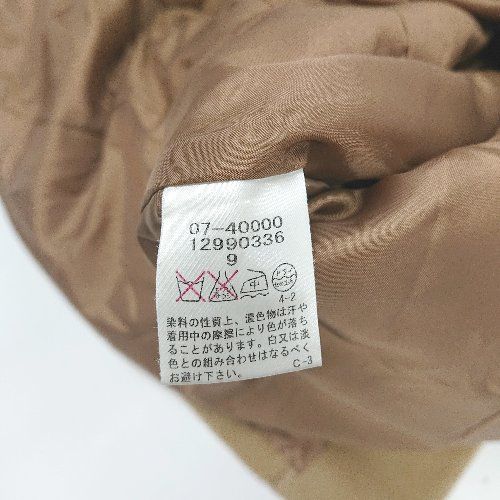 07-40000
12990336
9
中
4-2
染料の性質上、濃色物は汗や
着用中の摩擦により色が落ち
ることがあります。白又は淡
色との組み合わせはなるべく
お避け下さい。
C-3